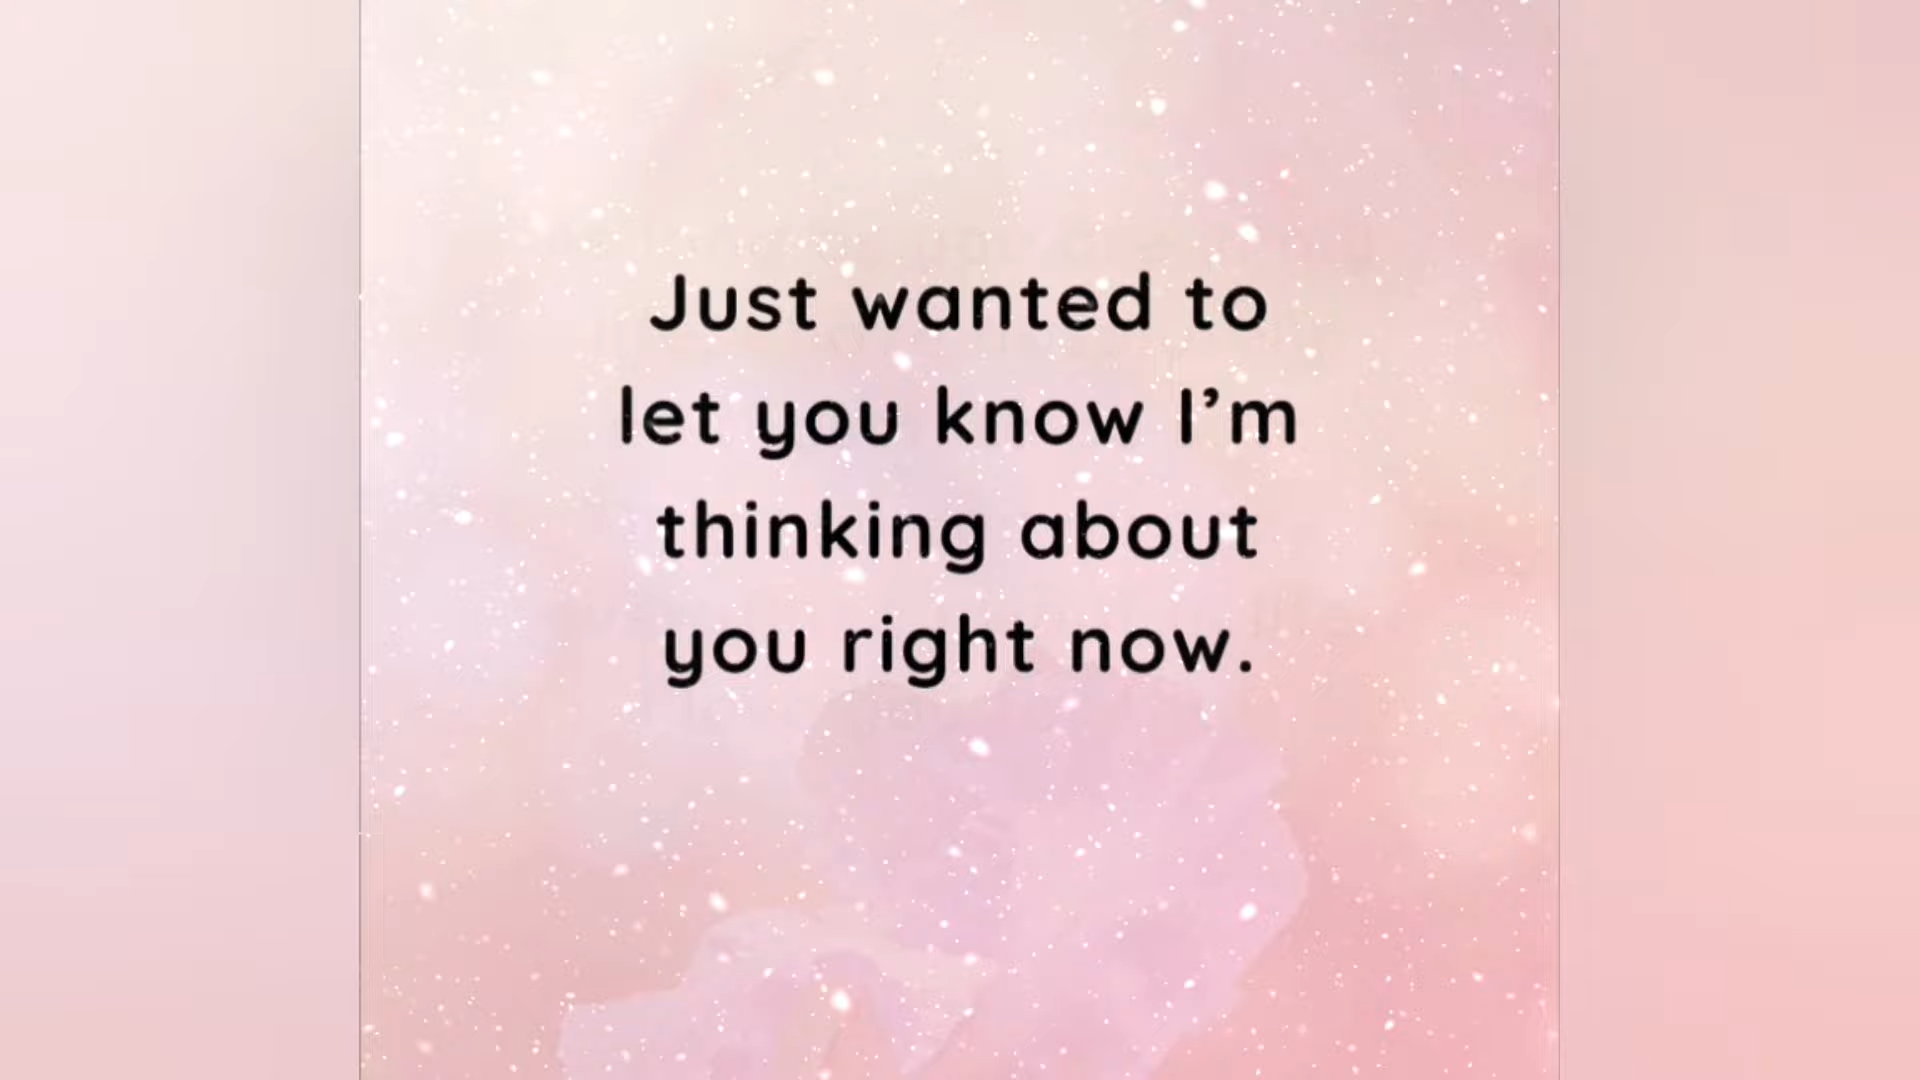 Just wanted to
let you know I’m
thinking about
you right now.